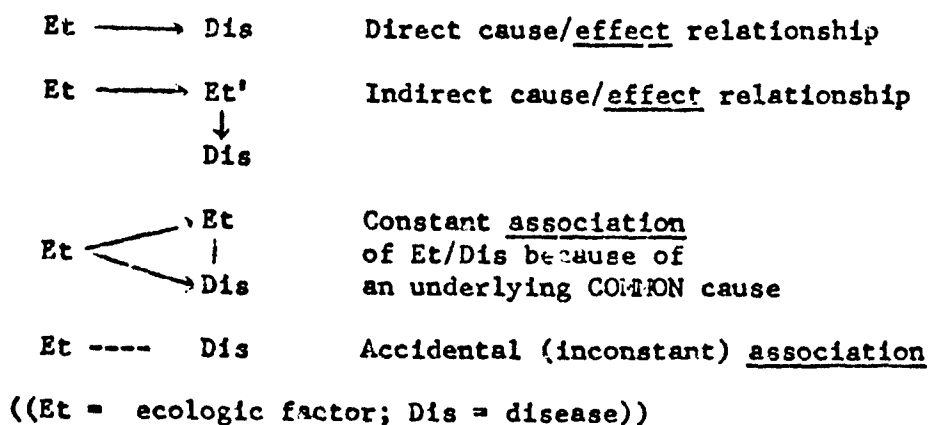 Et ⟶ Dis Direct cause/effect relationship
Et ⟶ Et' Indirect cause/effect relationship
↓
Dis
Et Constant association
Et | of Et/Dis because of
Dis an underlying COMMON cause
Et ---- Dis Accidental (inconstant) association
((Et = ecologic factor; Dis = disease))